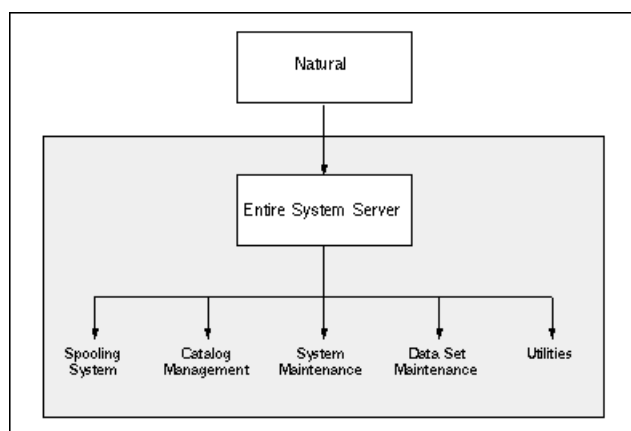 Natural
Entire System Server
Spooling
System
Catalog
Management
System
Maintenance
Data Set
Maintenance
Utilities